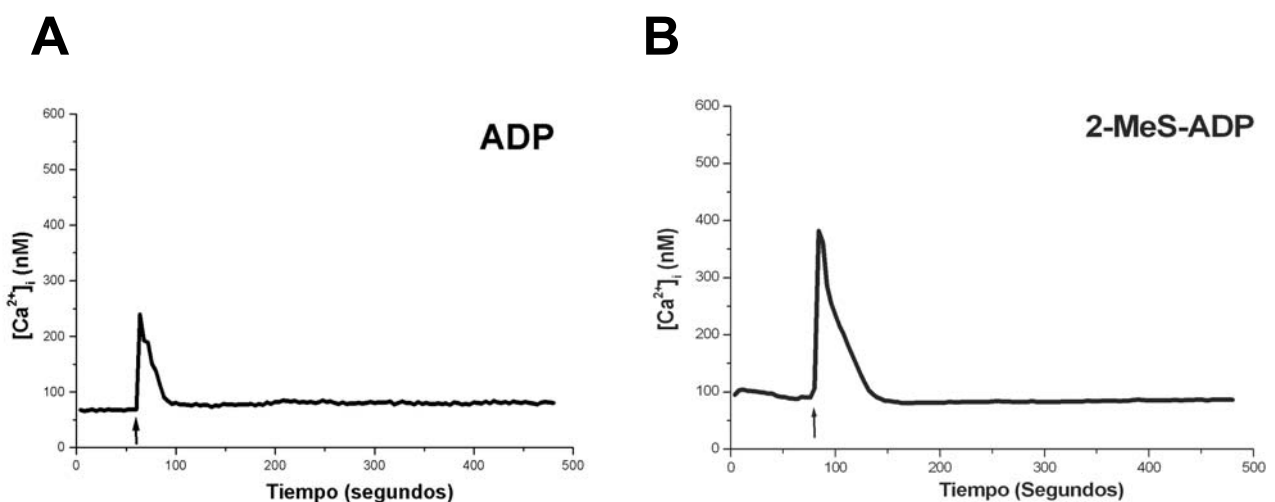 A
B
ADP
600
500
400
300
200
100
0
[Ca²⁺]ᵢ (nM)
0 100 200 300 400 500
Tiempo (segundos)
2-MeS-ADP
600
500
400
300
200
100
0
[Ca²⁺]ᵢ (nM)
0 100 200 300 400 500
Tiempo (Segundos)